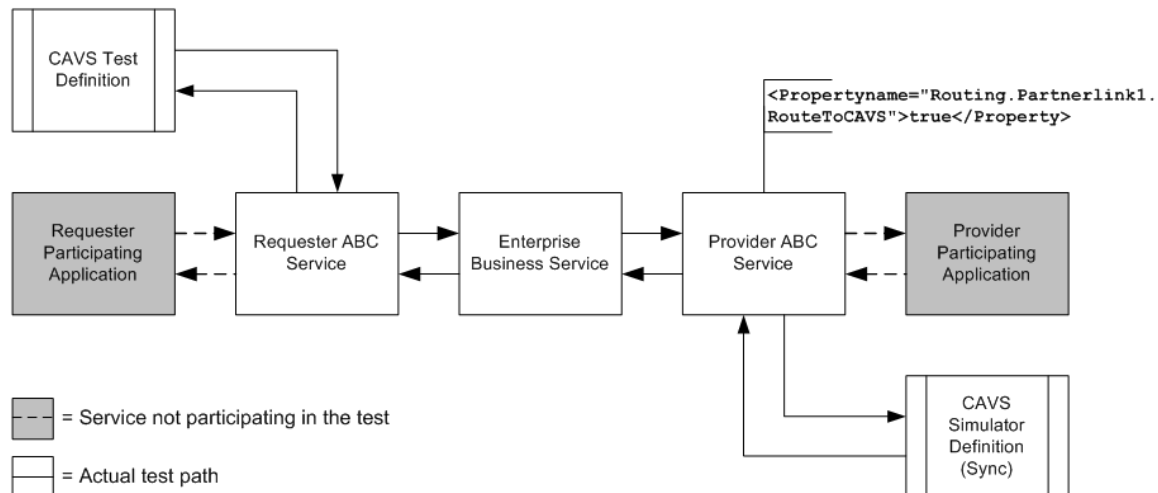 CAVS Test
Definition
<Propertyname="Routing.Partnerlink1.
RouteToCAVS">true</Property>
Requester
Participating
Application
Requester ABC
Service
Enterprise
Business Service
Provider ABC
Service
Provider
Participating
Application
CAVS
Simulator
Definition
(Sync)
= Service not participating in the test
= Actual test path